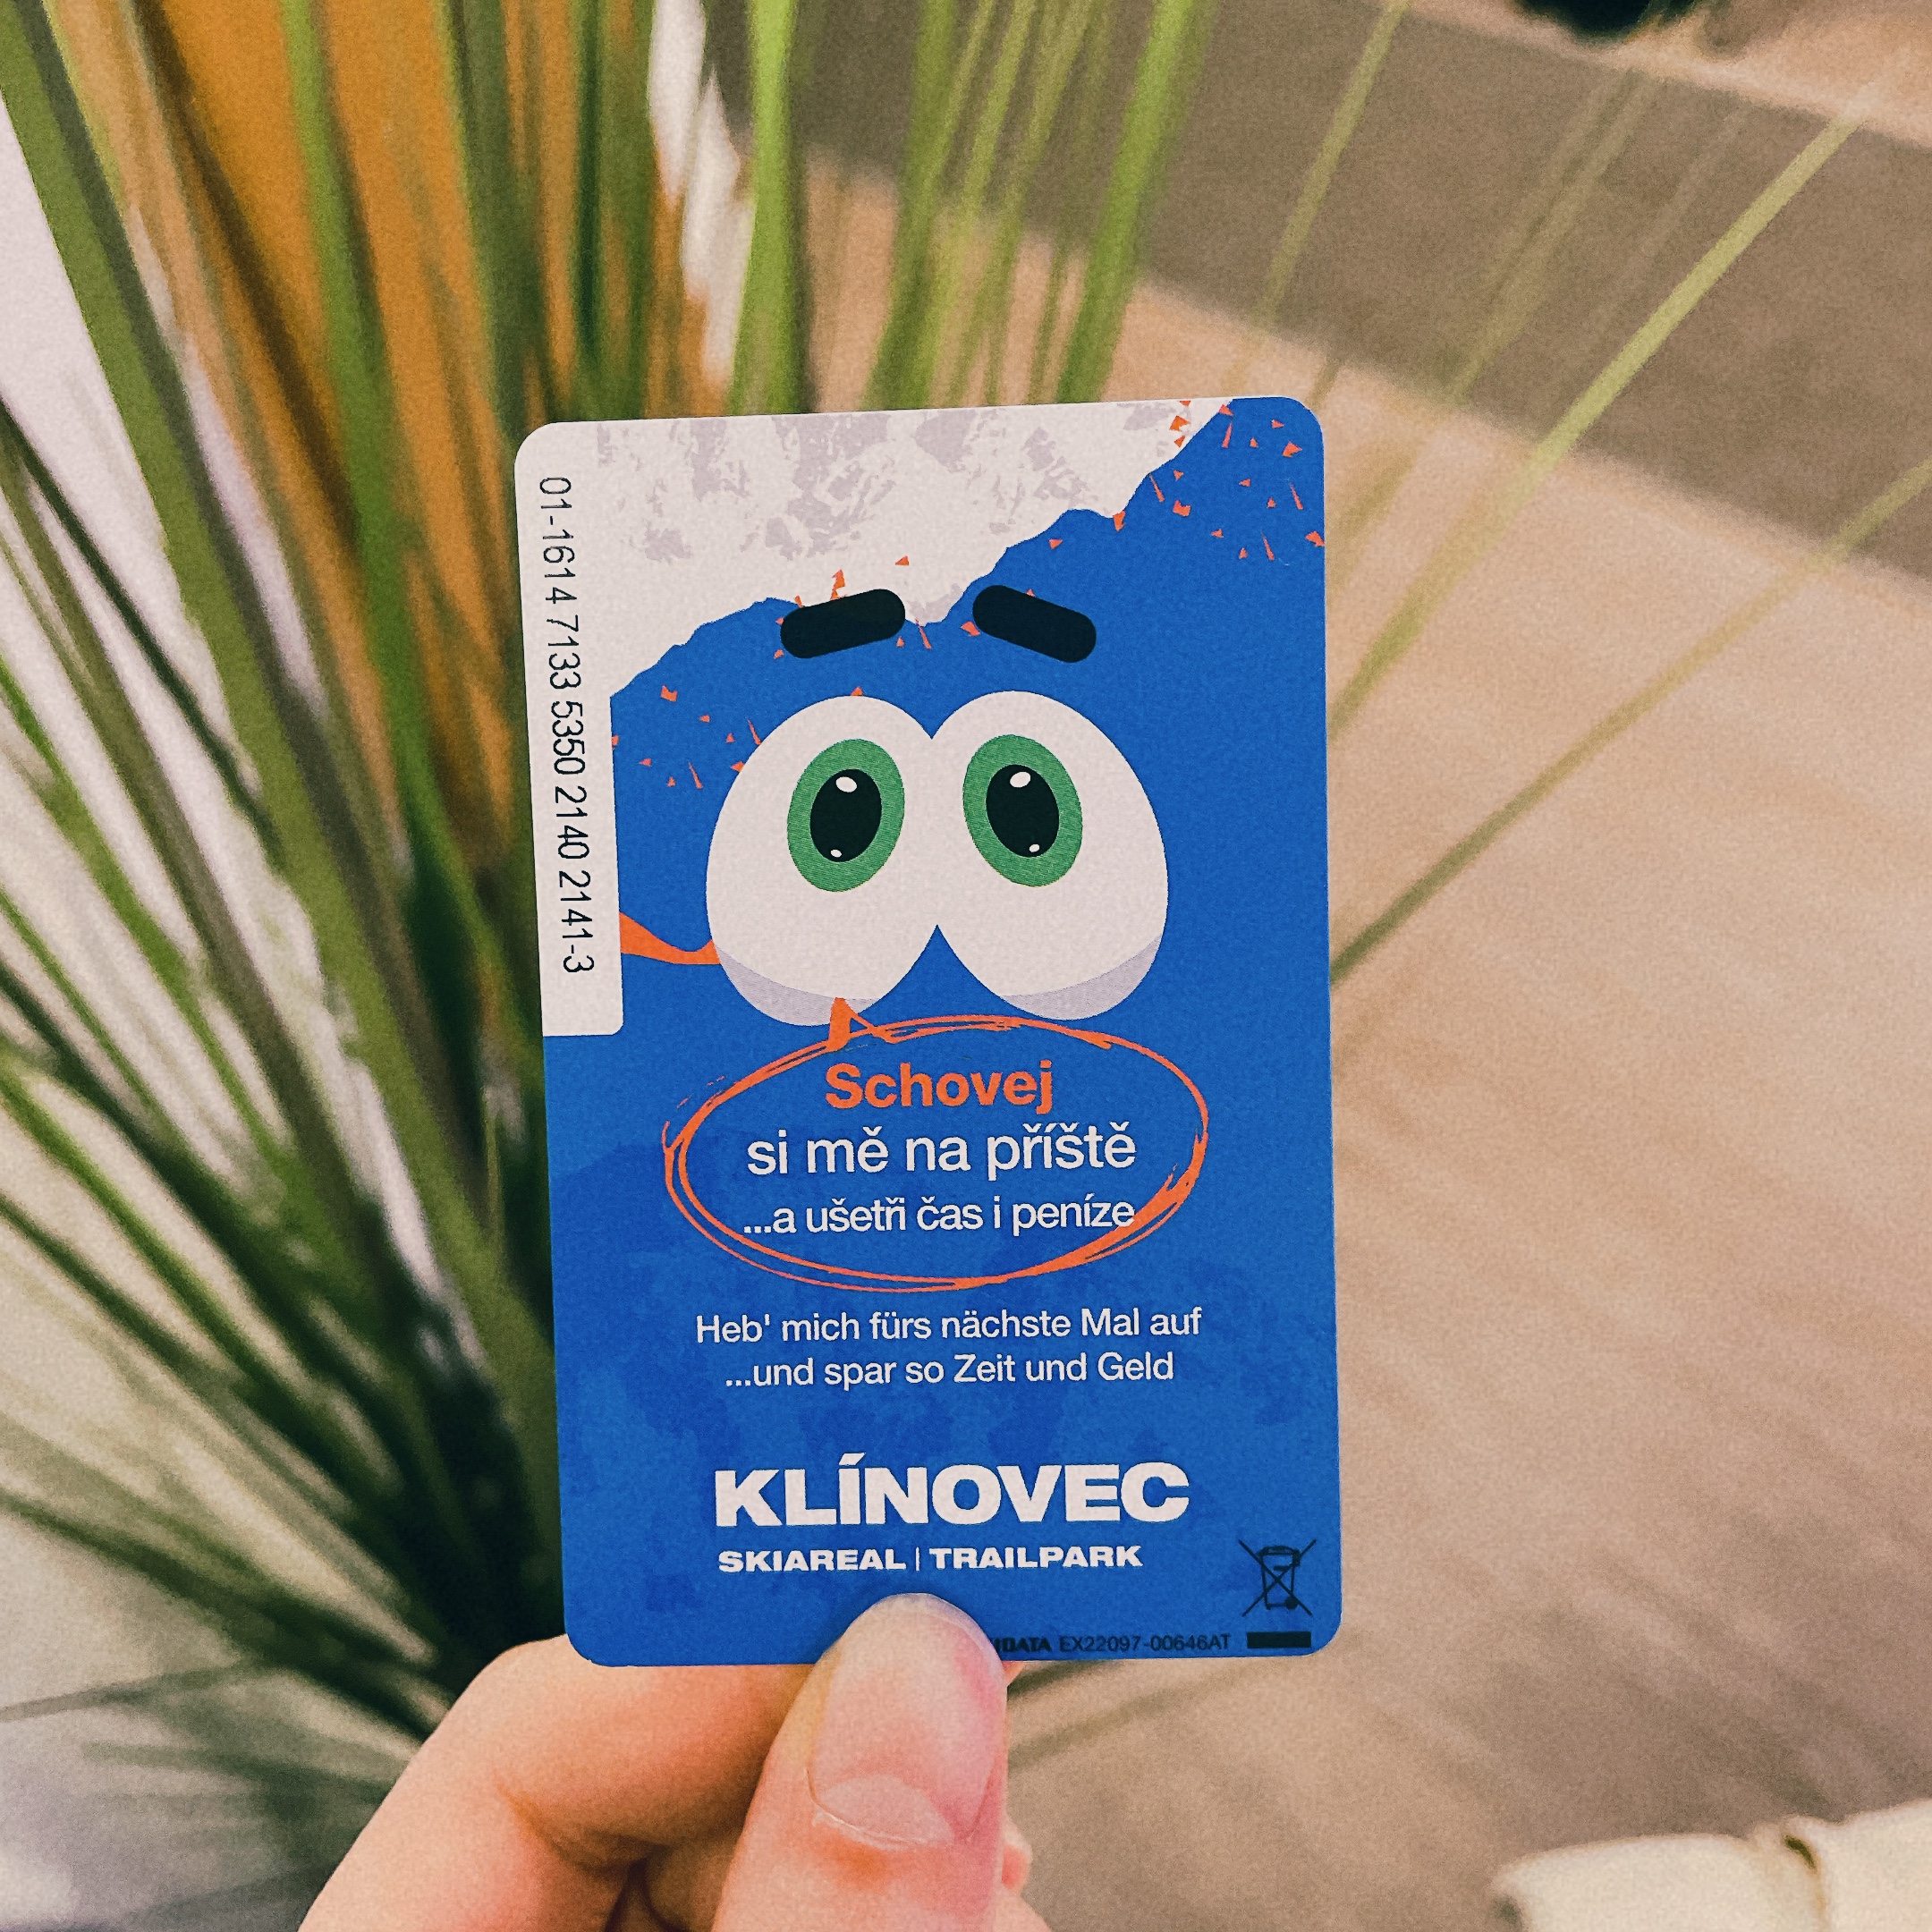 01-1614 7133 5350 2140 2141-3
Schovej
si mě na příště
...a ušetři čas i peníze
Heb' mich fürs nächste Mal auf
...und spar so Zeit und Geld
KLÍNOVEC
SKIAREAL | TRAILPARK
EX22097-00646AT